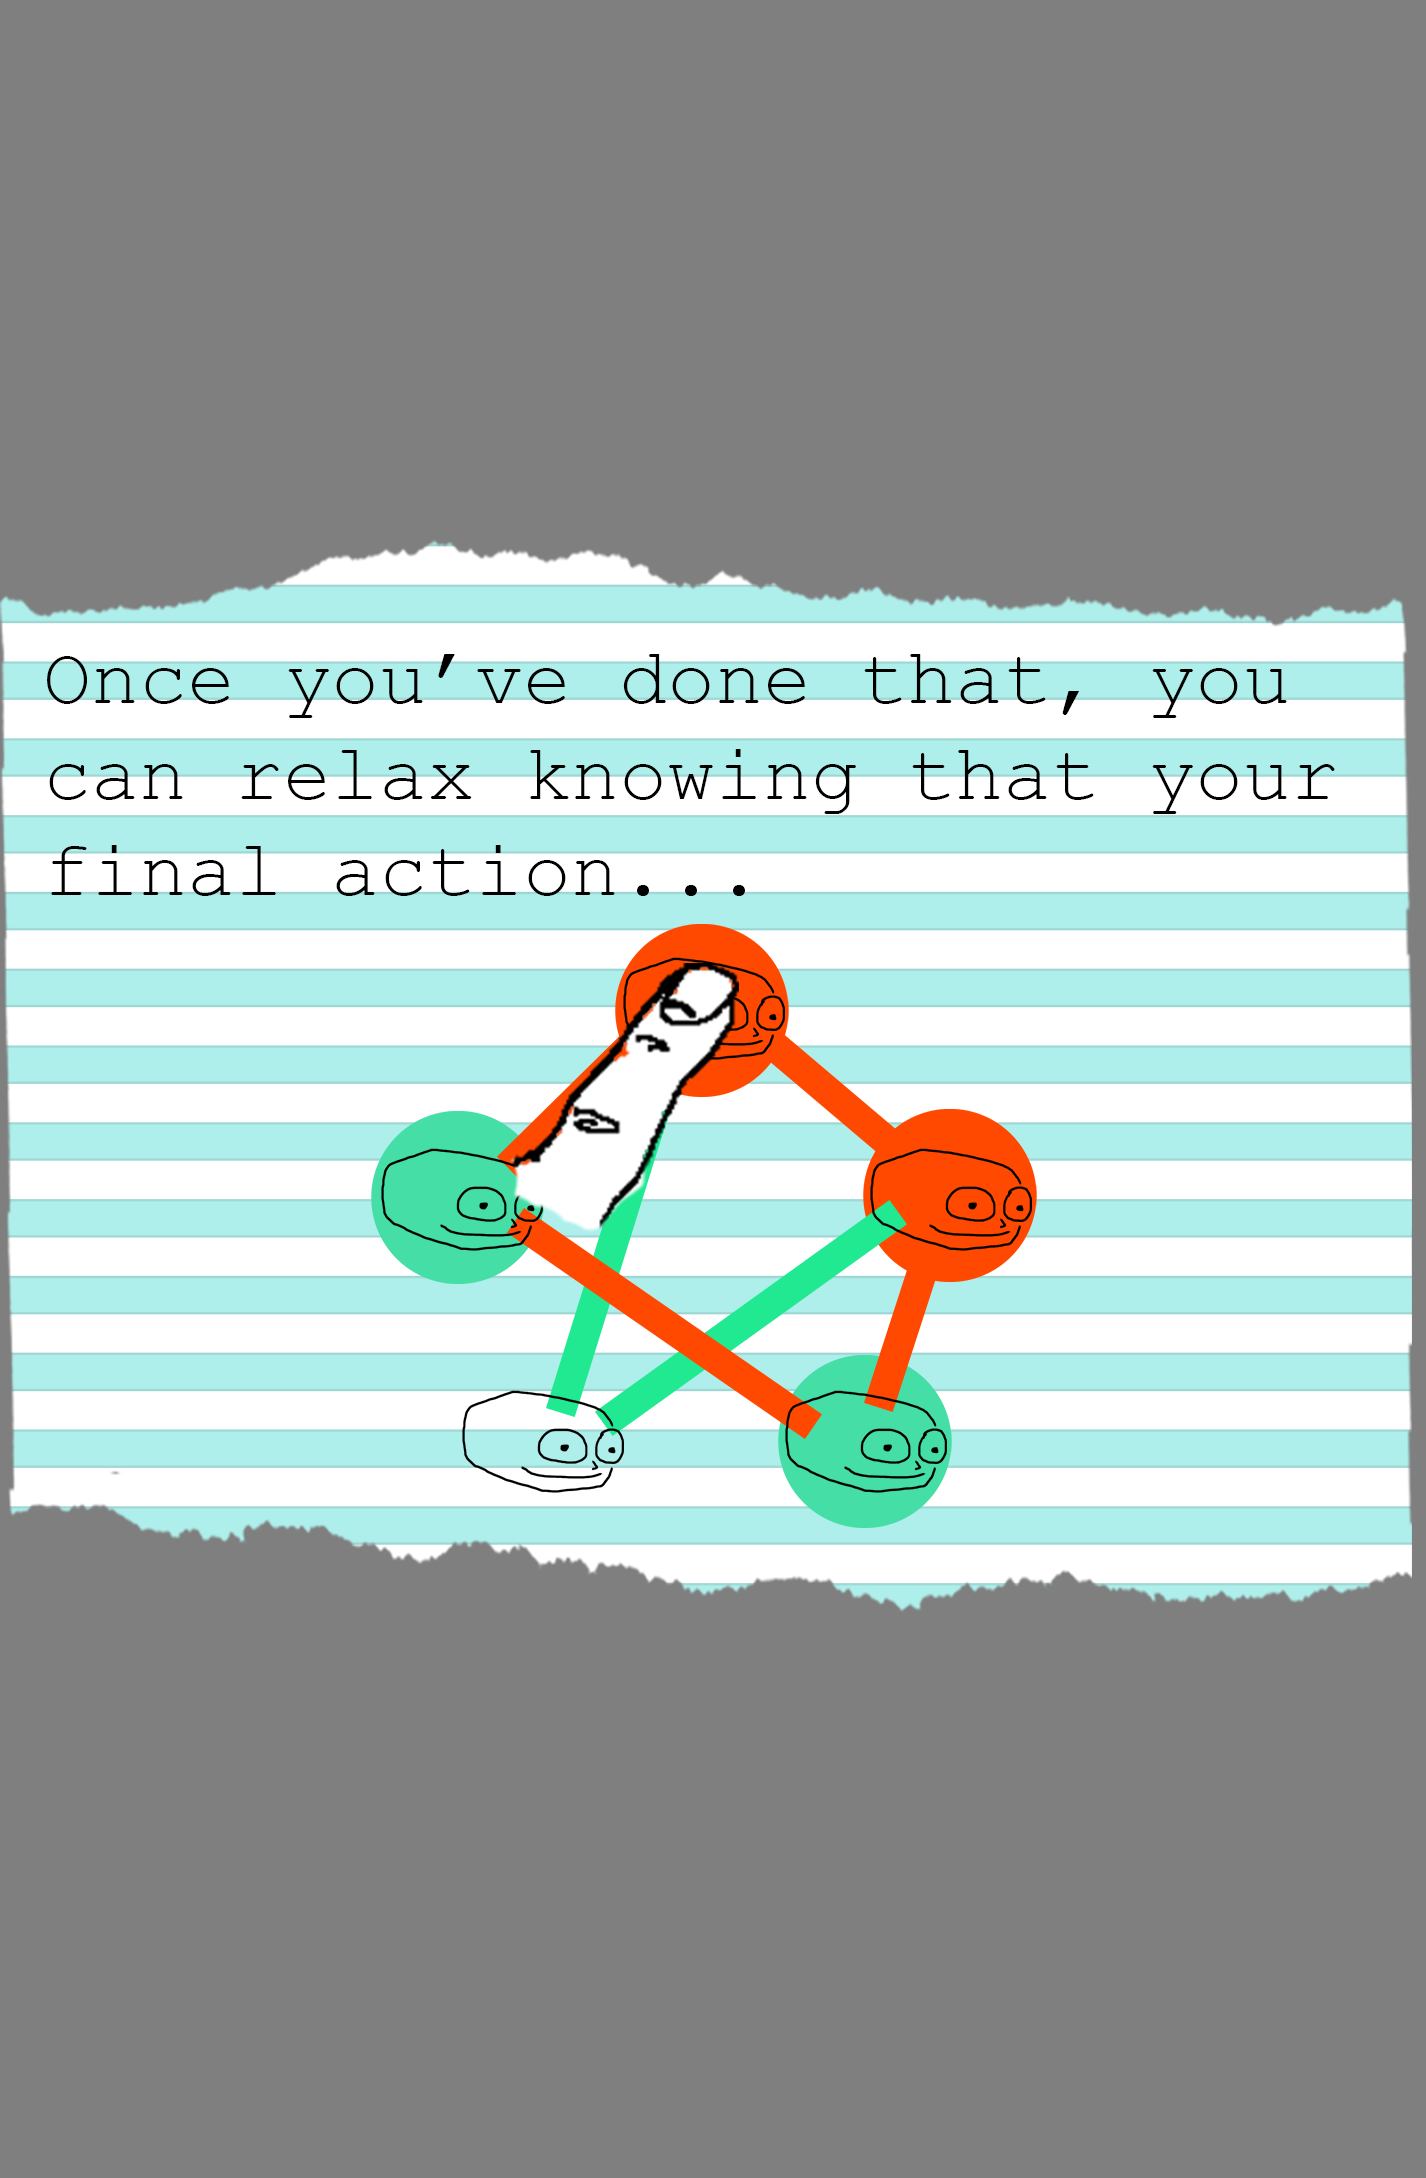 Once you’ve done that, you
can relax knowing that your
final action...